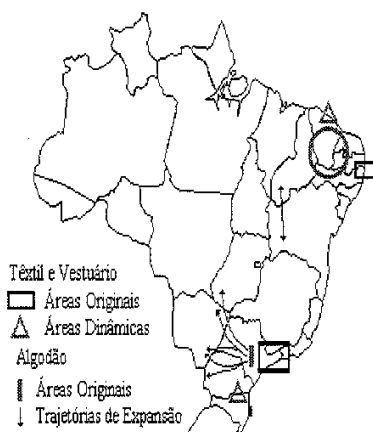 Têxtil e Vestuário
Áreas Originais
Áreas Dinâmicas
Algodão
Áreas Originais
Trajetórias de Expansão